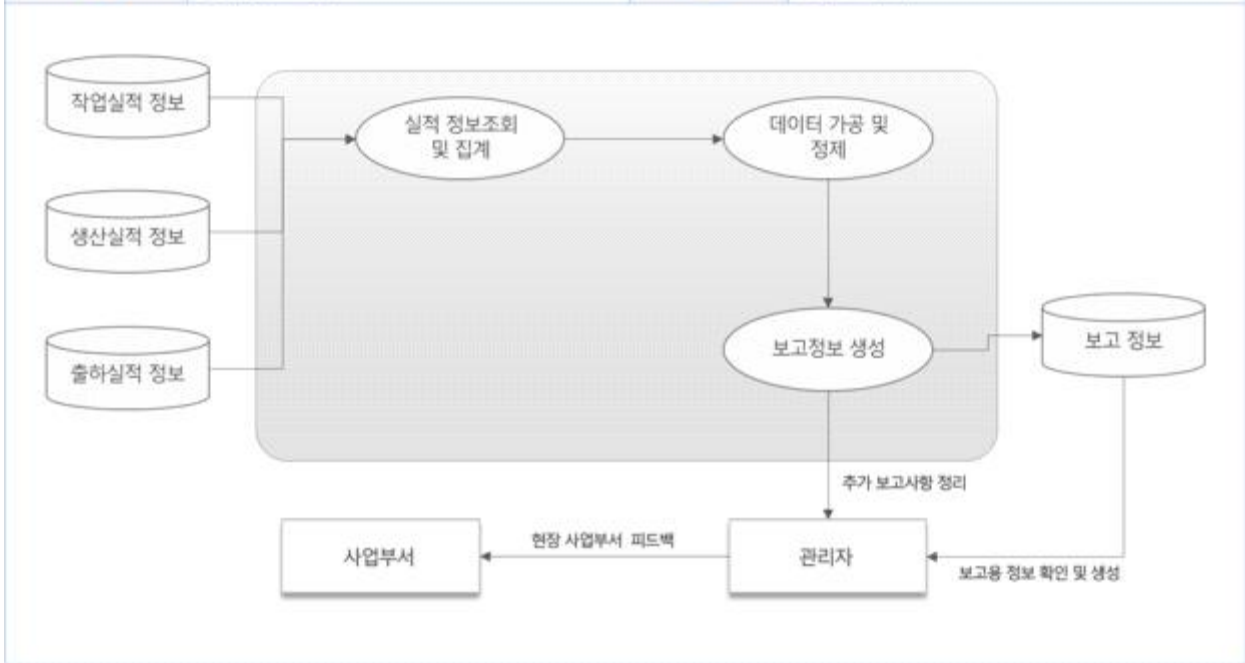 작업실적 정보
실적 정보조회
및 집계
데이터 가공 및
정제
생산실적 정보
출하실적 정보
보고정보 생성
보고 정보
추가 보고사항 정리
사업부서
현장 사업부서 피드백
관리자
보고용 정보 확인 및 생성